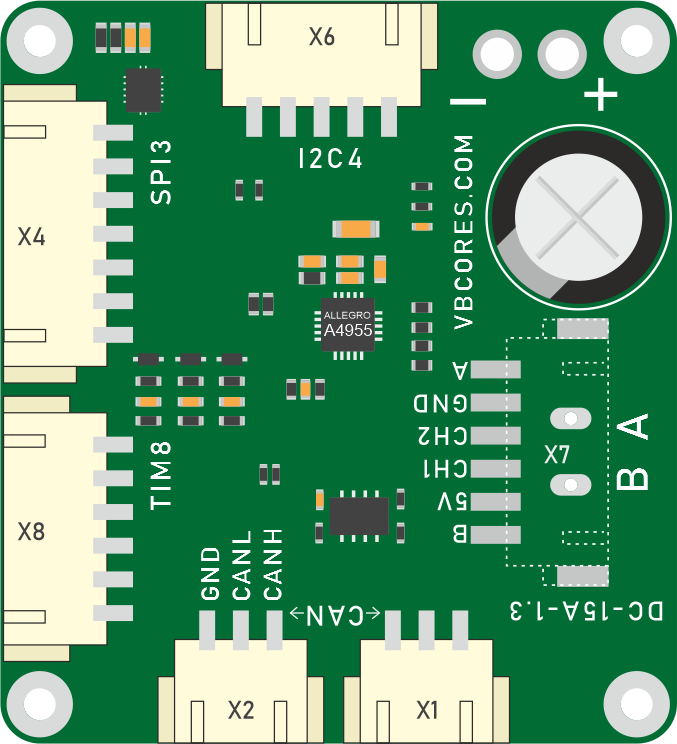 X6
+
−
I2C4
SPI3
VBCORES.COM
X4
ALLEGRO
A4955
A
GND
CH2
CH1
5V
B
X7
A
B
TIM8
X8
GND
CANL
CANH
←CAN→
DC-15A-1.3
X2
X1